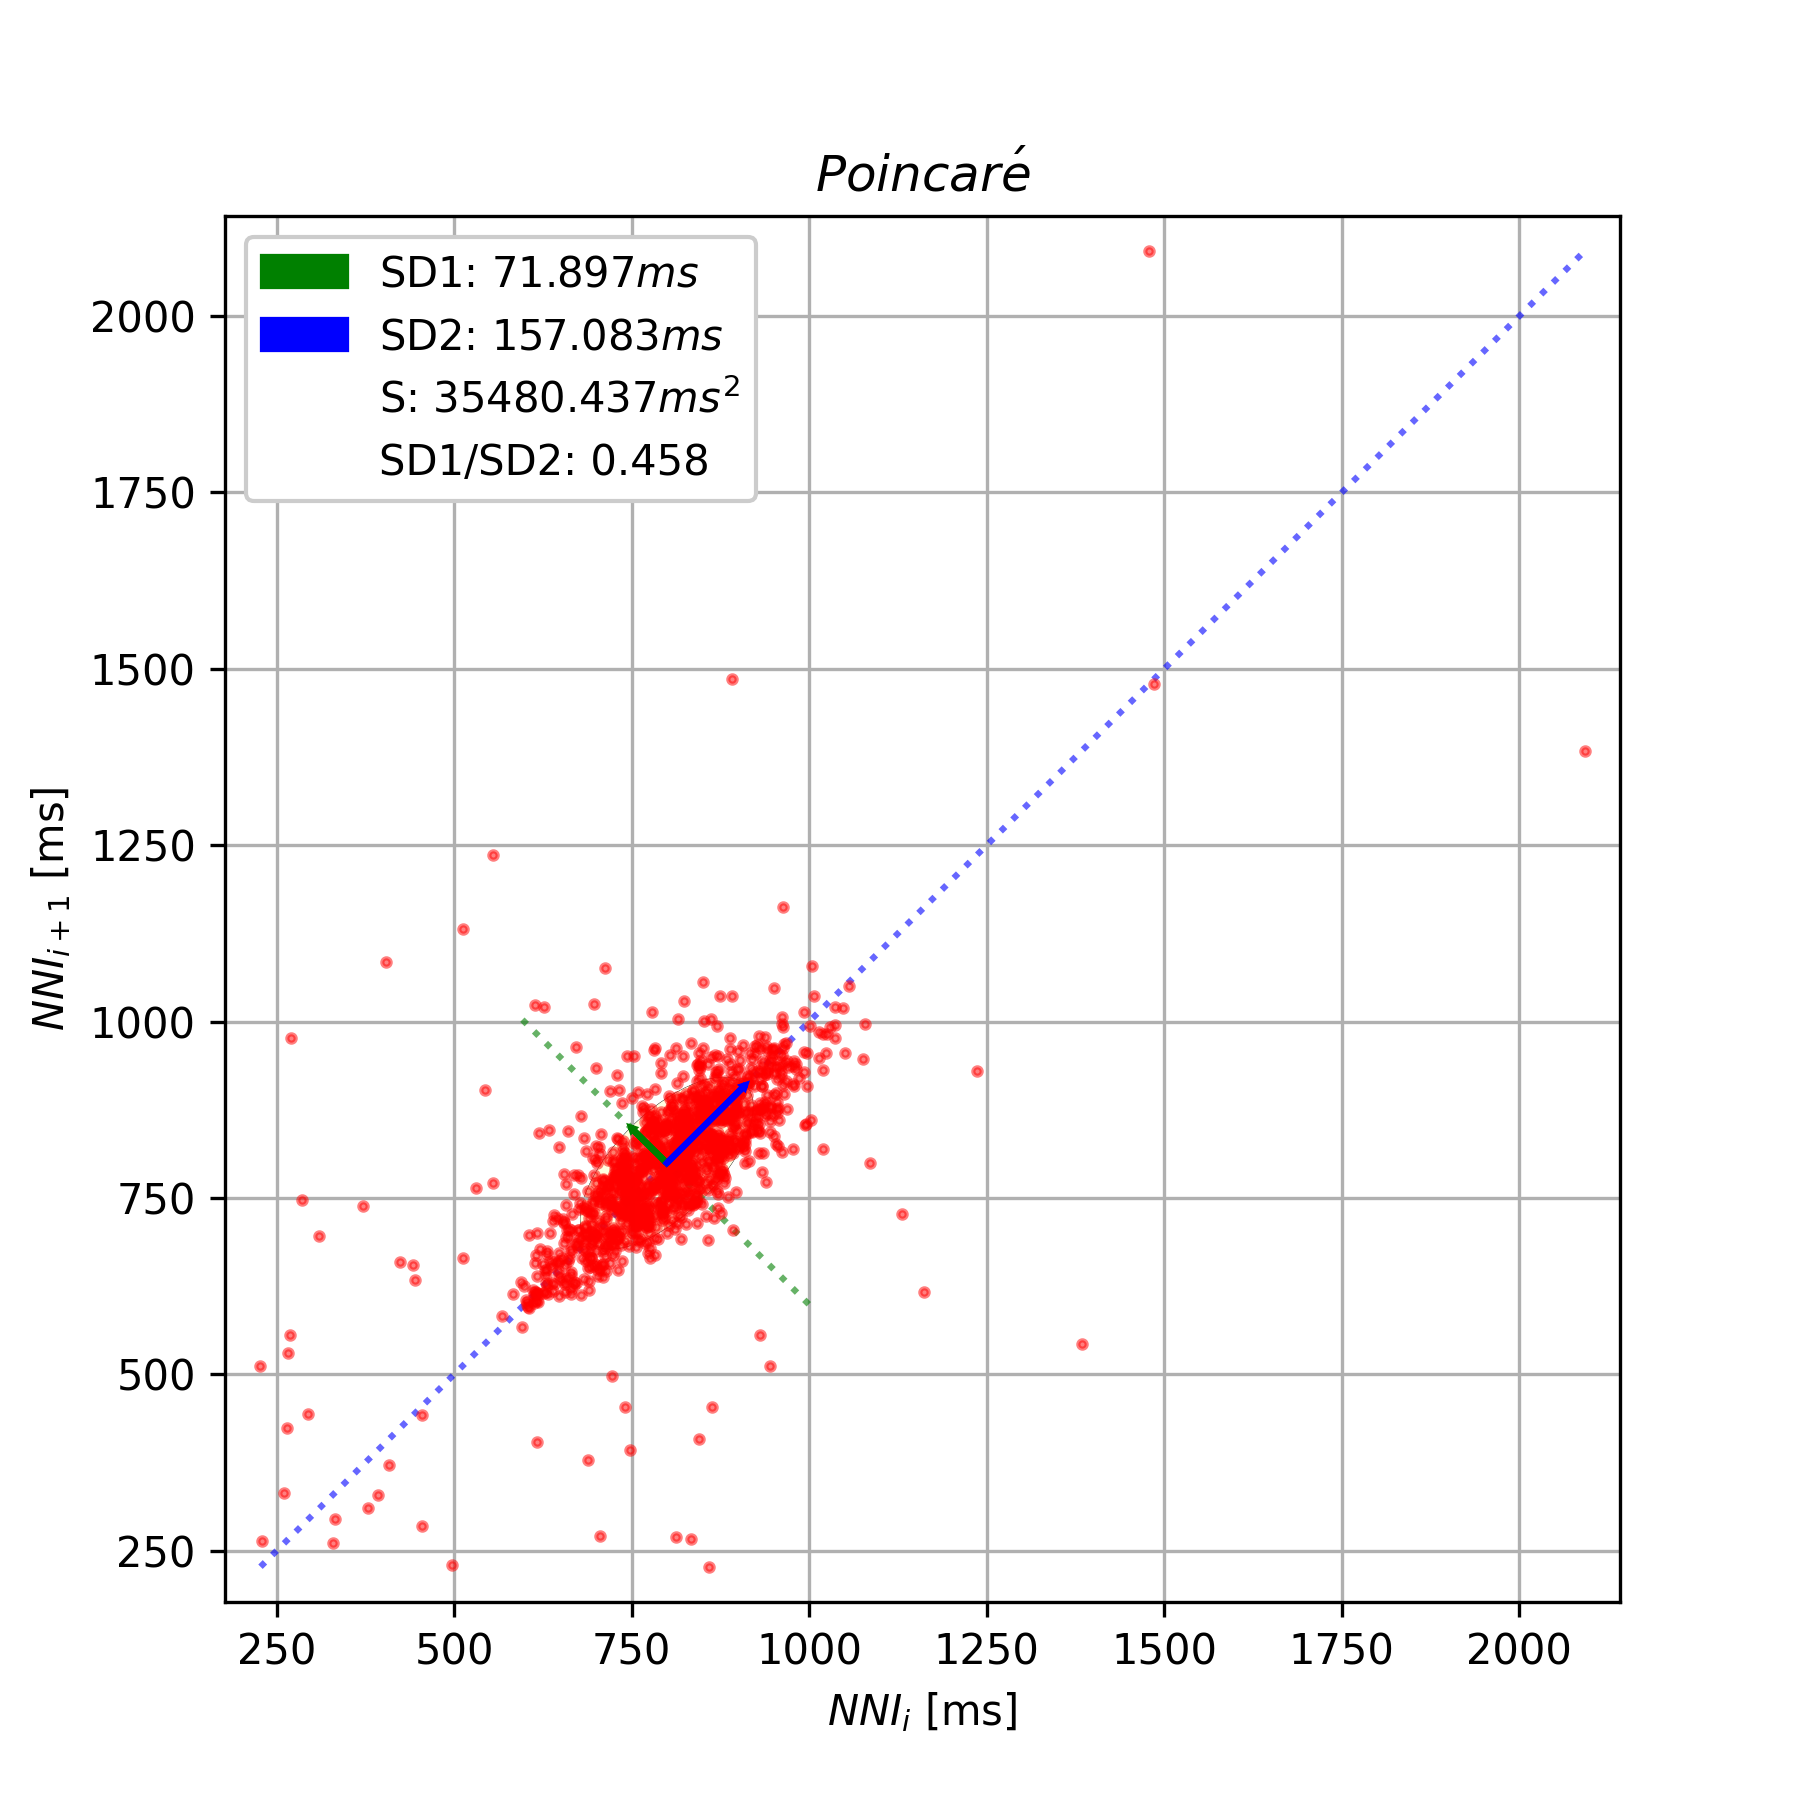 Poincaré
SD1: 71.897ms
SD2: 157.083ms
S: 35480.437ms²
SD1/SD2: 0.458
2000
1750
1500
1250
1000
750
500
250
NNIᵢ₊₁ [ms]
250 500 750 1000 1250 1500 1750 2000
NNIᵢ [ms]